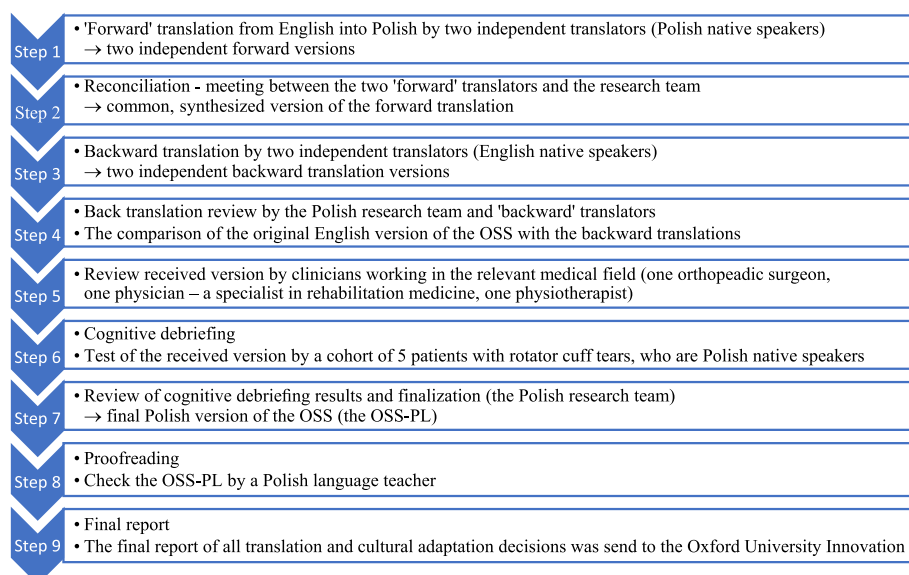 Step 1
• 'Forward' translation from English into Polish by two independent translators (Polish native speakers)
→ two independent forward versions
Step 2
• Reconciliation - meeting between the two 'forward' translators and the research team
→ common, synthesized version of the forward translation
Step 3
• Backward translation by two independent translators (English native speakers)
→ two independent backward translation versions
Step 4
• Back translation review by the Polish research team and 'backward' translators
• The comparison of the original English version of the OSS with the backward translations
Step 5
• Review received version by clinicians working in the relevant medical field (one orthopeadic surgeon,
one physician – a specialist in rehabilitation medicine, one physiotherapist)
Step 6
• Cognitive debriefing
• Test of the received version by a cohort of 5 patients with rotator cuff tears, who are Polish native speakers
Step 7
• Review of cognitive debriefing results and finalization (the Polish research team)
→ final Polish version of the OSS (the OSS-PL)
Step 8
• Proofreading
• Check the OSS-PL by a Polish language teacher
Step 9
• Final report
• The final report of all translation and cultural adaptation decisions was send to the Oxford University Innovation